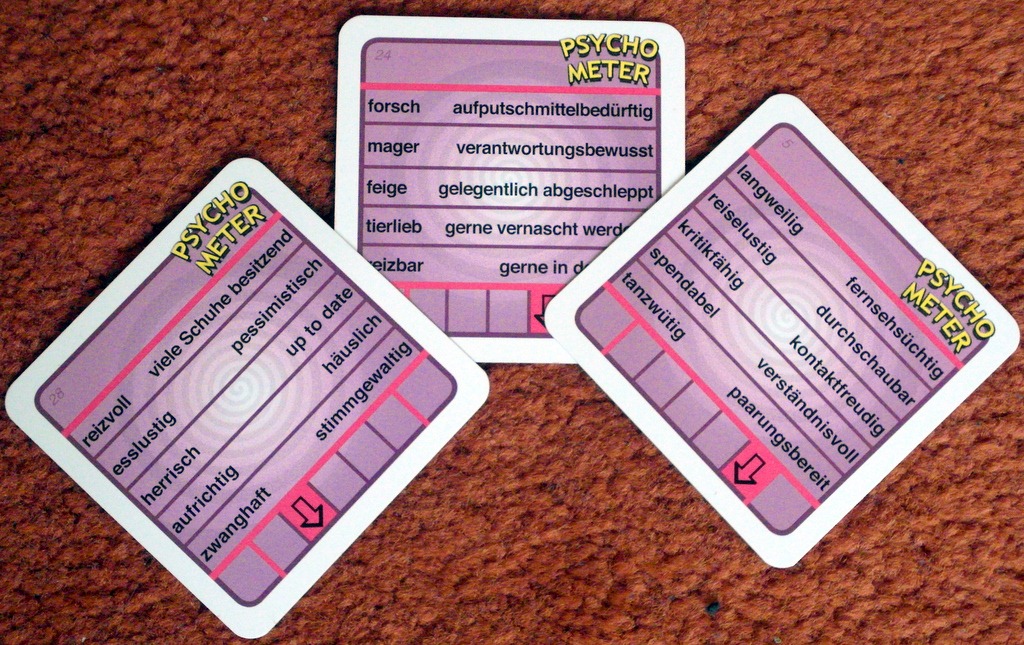 28
PSYCHO
METER
reizvoll viele Schuhe besitzend
esslustig pessimistisch
herrisch up to date
aufrichtig häuslich
zwanghaft stimmgewaltig
24
PSYCHO
METER
forsch aufputschmittelbedürftig
mager verantwortungsbewusst
feige gelegentlich abgeschleppt
tierlieb gerne vernascht werd
reizbar gerne in d
5
PSYCHO
METER
langweilig fernsehsüchtig
reiselustig durchschaubar
kritikfähig kontaktfreudig
spendabel verständnisvoll
tanzwütig paarungsbereit